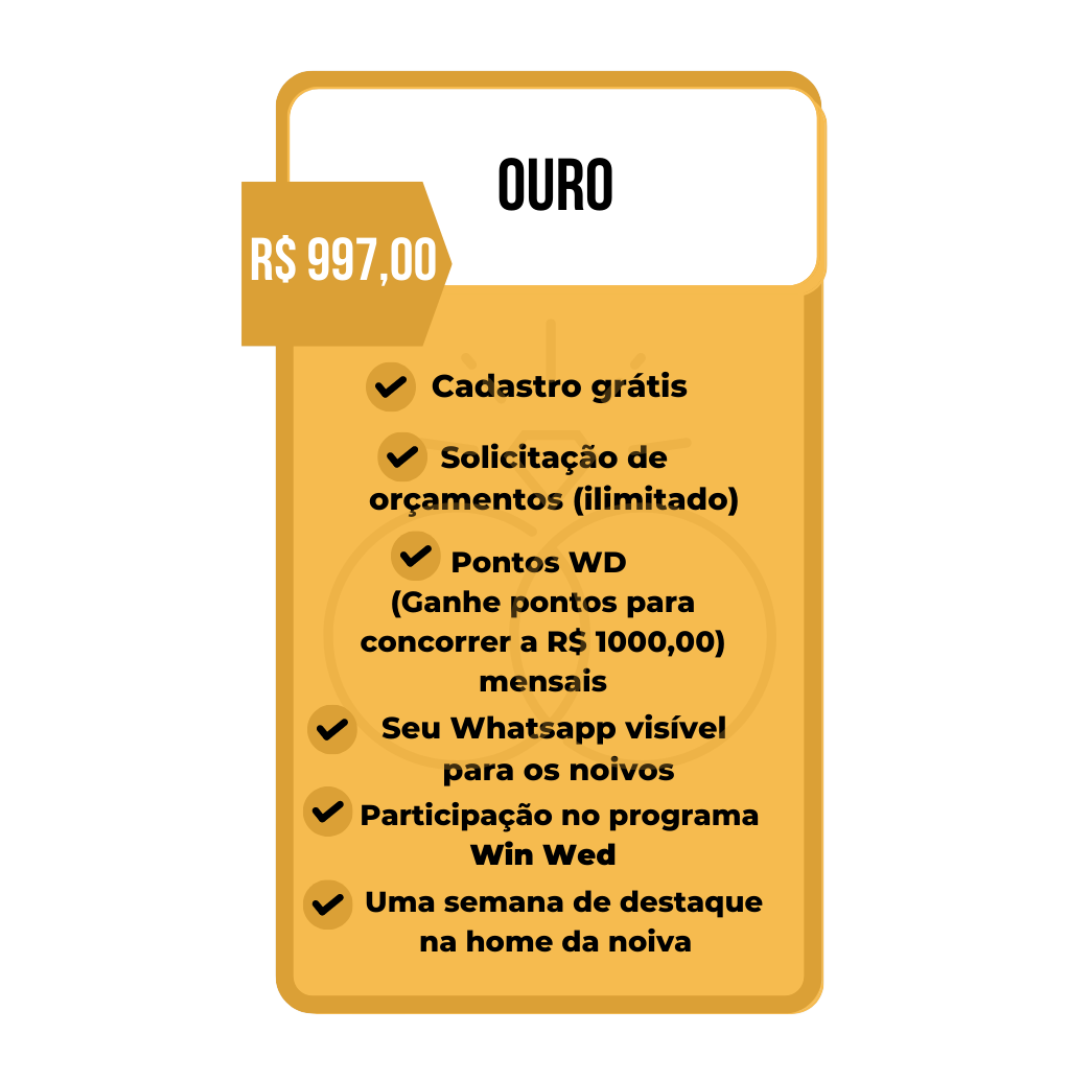 OURO
R$ 997,00
Cadastro grátis
Solicitação de
orçamentos (ilimitado)
Pontos WD
(Ganhe pontos para
concorrer a R$ 1000,00)
mensais
Seu Whatsapp visível
para os noivos
Participação no programa
Win Wed
Uma semana de destaque
na home da noiva